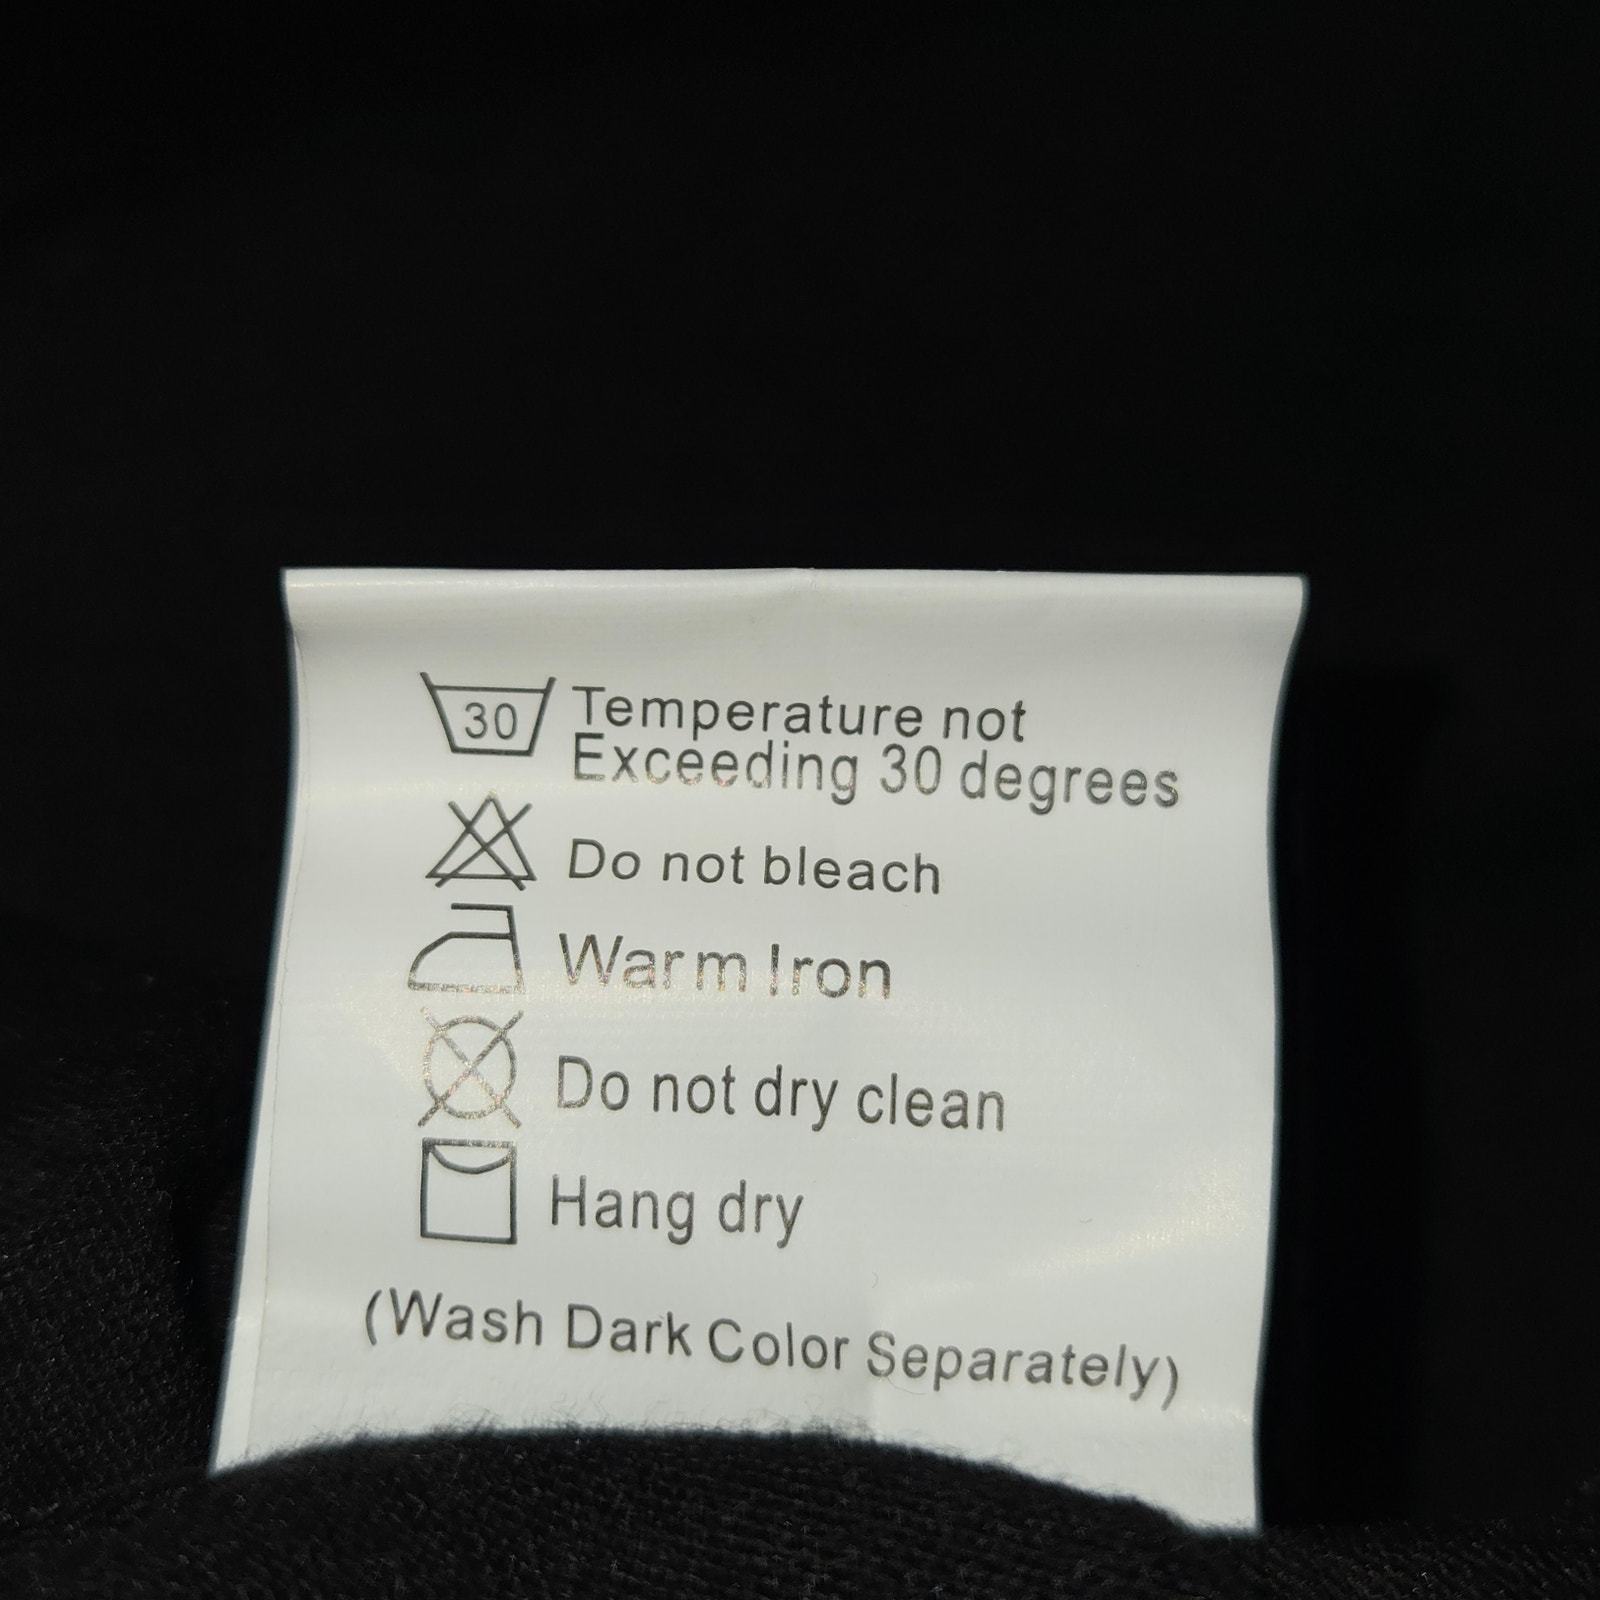 30 Temperature not
Exceeding 30 degrees
Do not bleach
Warm Iron
Do not dry clean
Hang dry
(Wash Dark Color Separately)